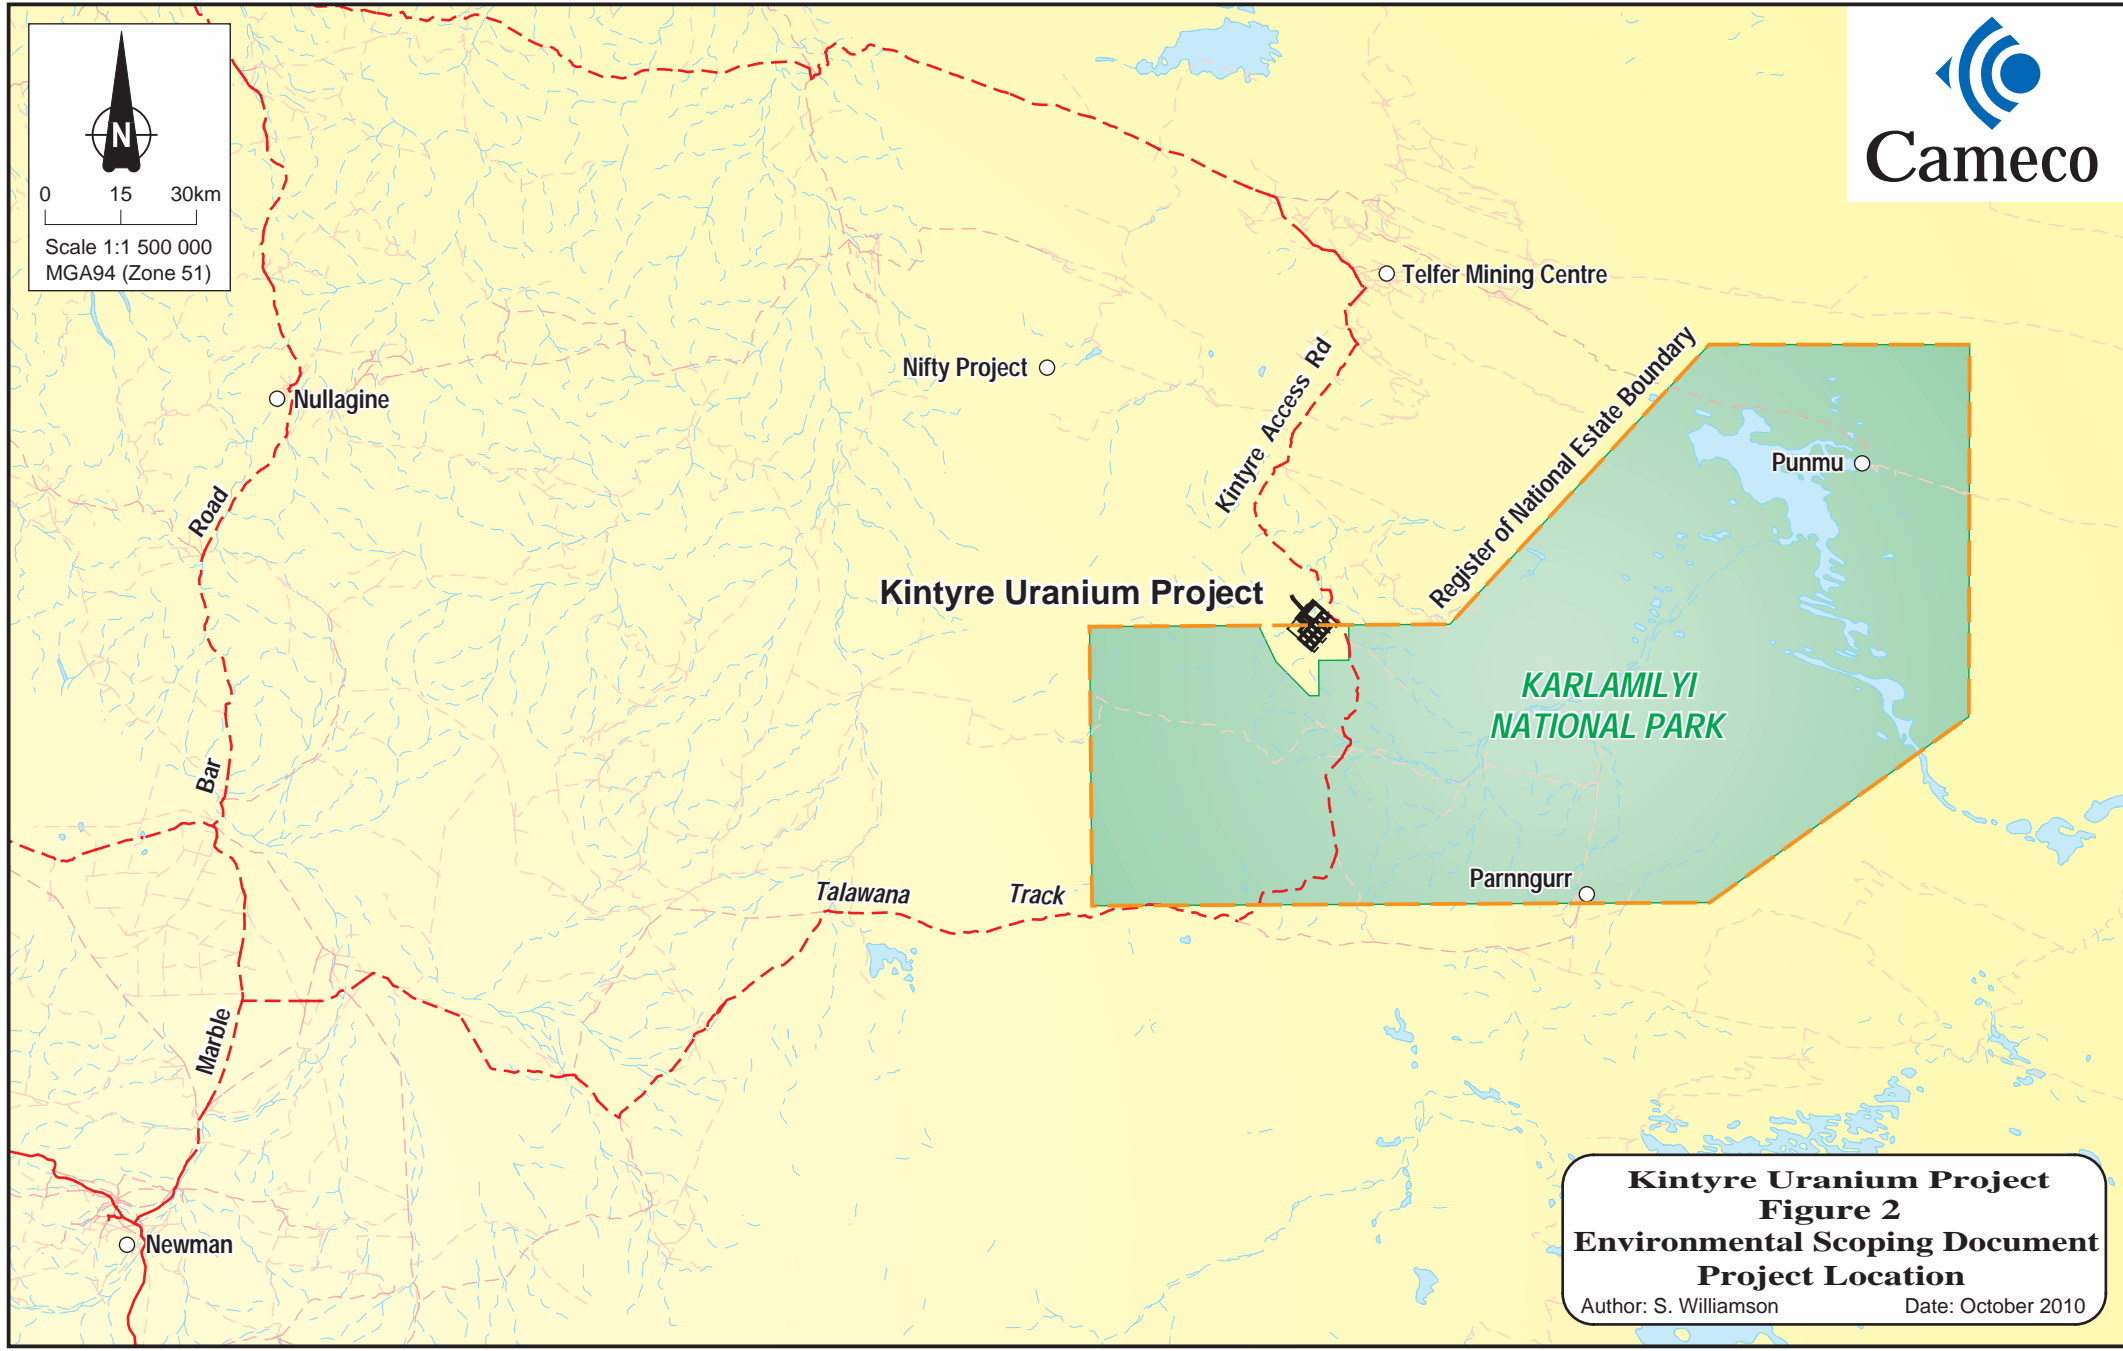 N
0 15 30km
Scale 1:1 500 000
MGA94 (Zone 51)
Cameco
Telfer Mining Centre
Nifty Project
Kintyre Access Rd
Register of National Estate Boundary
Nullagine
Punmu
Road
Kintyre Uranium Project
KARLAMILYI
NATIONAL PARK
Bar
Parnngurr
Talawana Track
Marble
Newman
Kintyre Uranium Project
Figure 2
Environmental Scoping Document
Project Location
Author: S. Williamson Date: October 2010